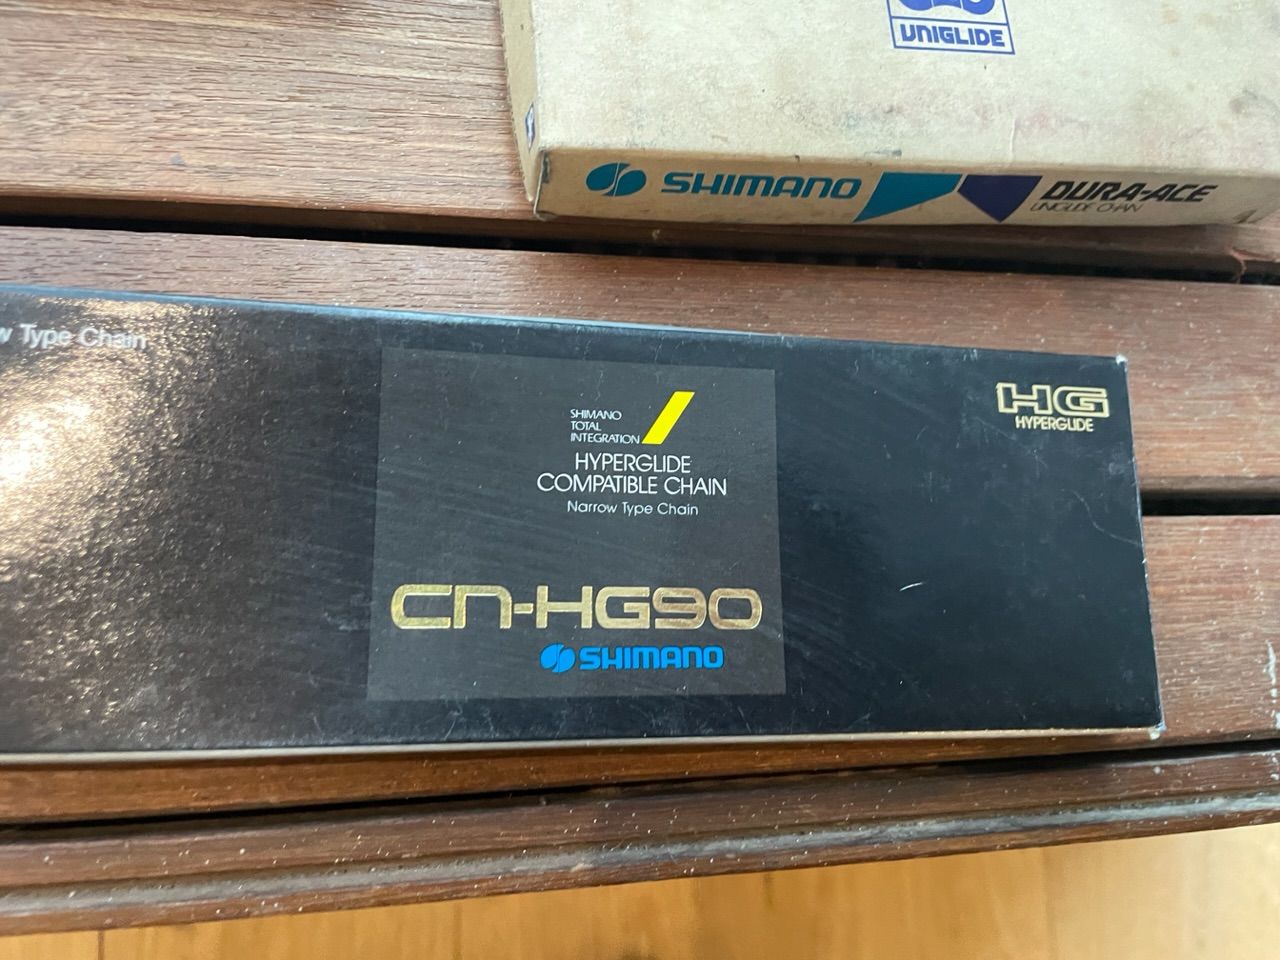 UNIGLIDE
SHIMANO DURA-ACE
UNIGLIDE CHAIN
Type Chain
SHIMANO
TOTAL
INTEGRATION
HYPERGLIDE
COMPATIBLE CHAIN
Narrow Type Chain
CN-HG90
SHIMANO
HG
HYPERGLIDE